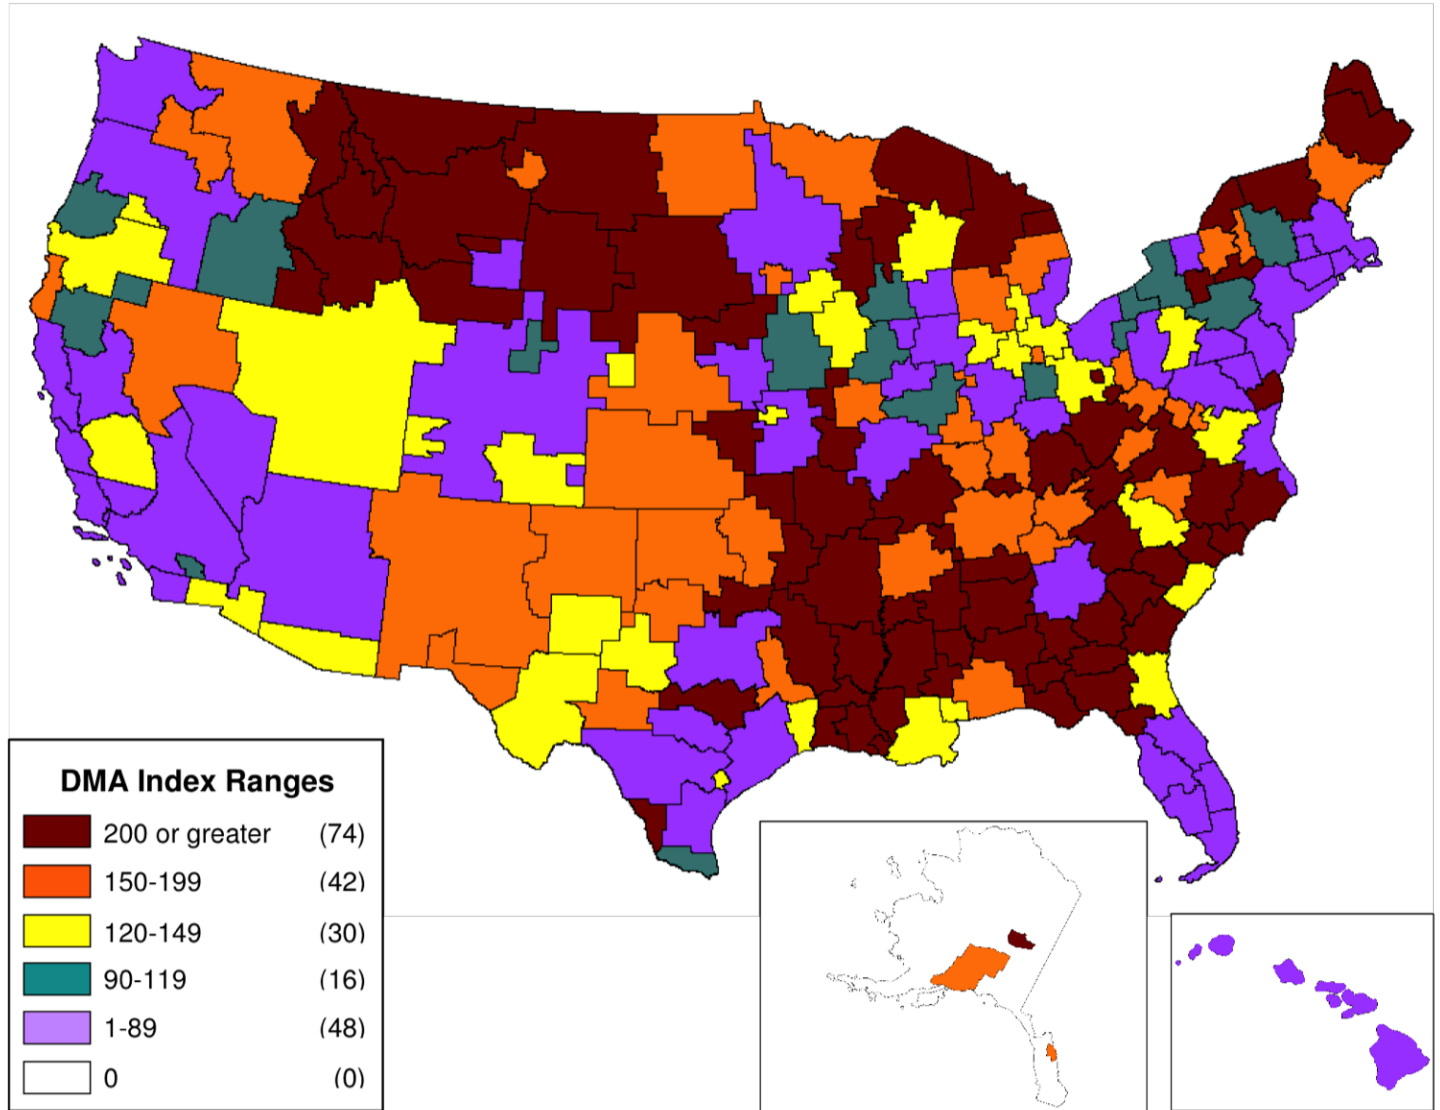 DMA Index Ranges
200 or greater (74)
150-199 (42)
120-149 (30)
90-119 (16)
1-89 (48)
0 (0)